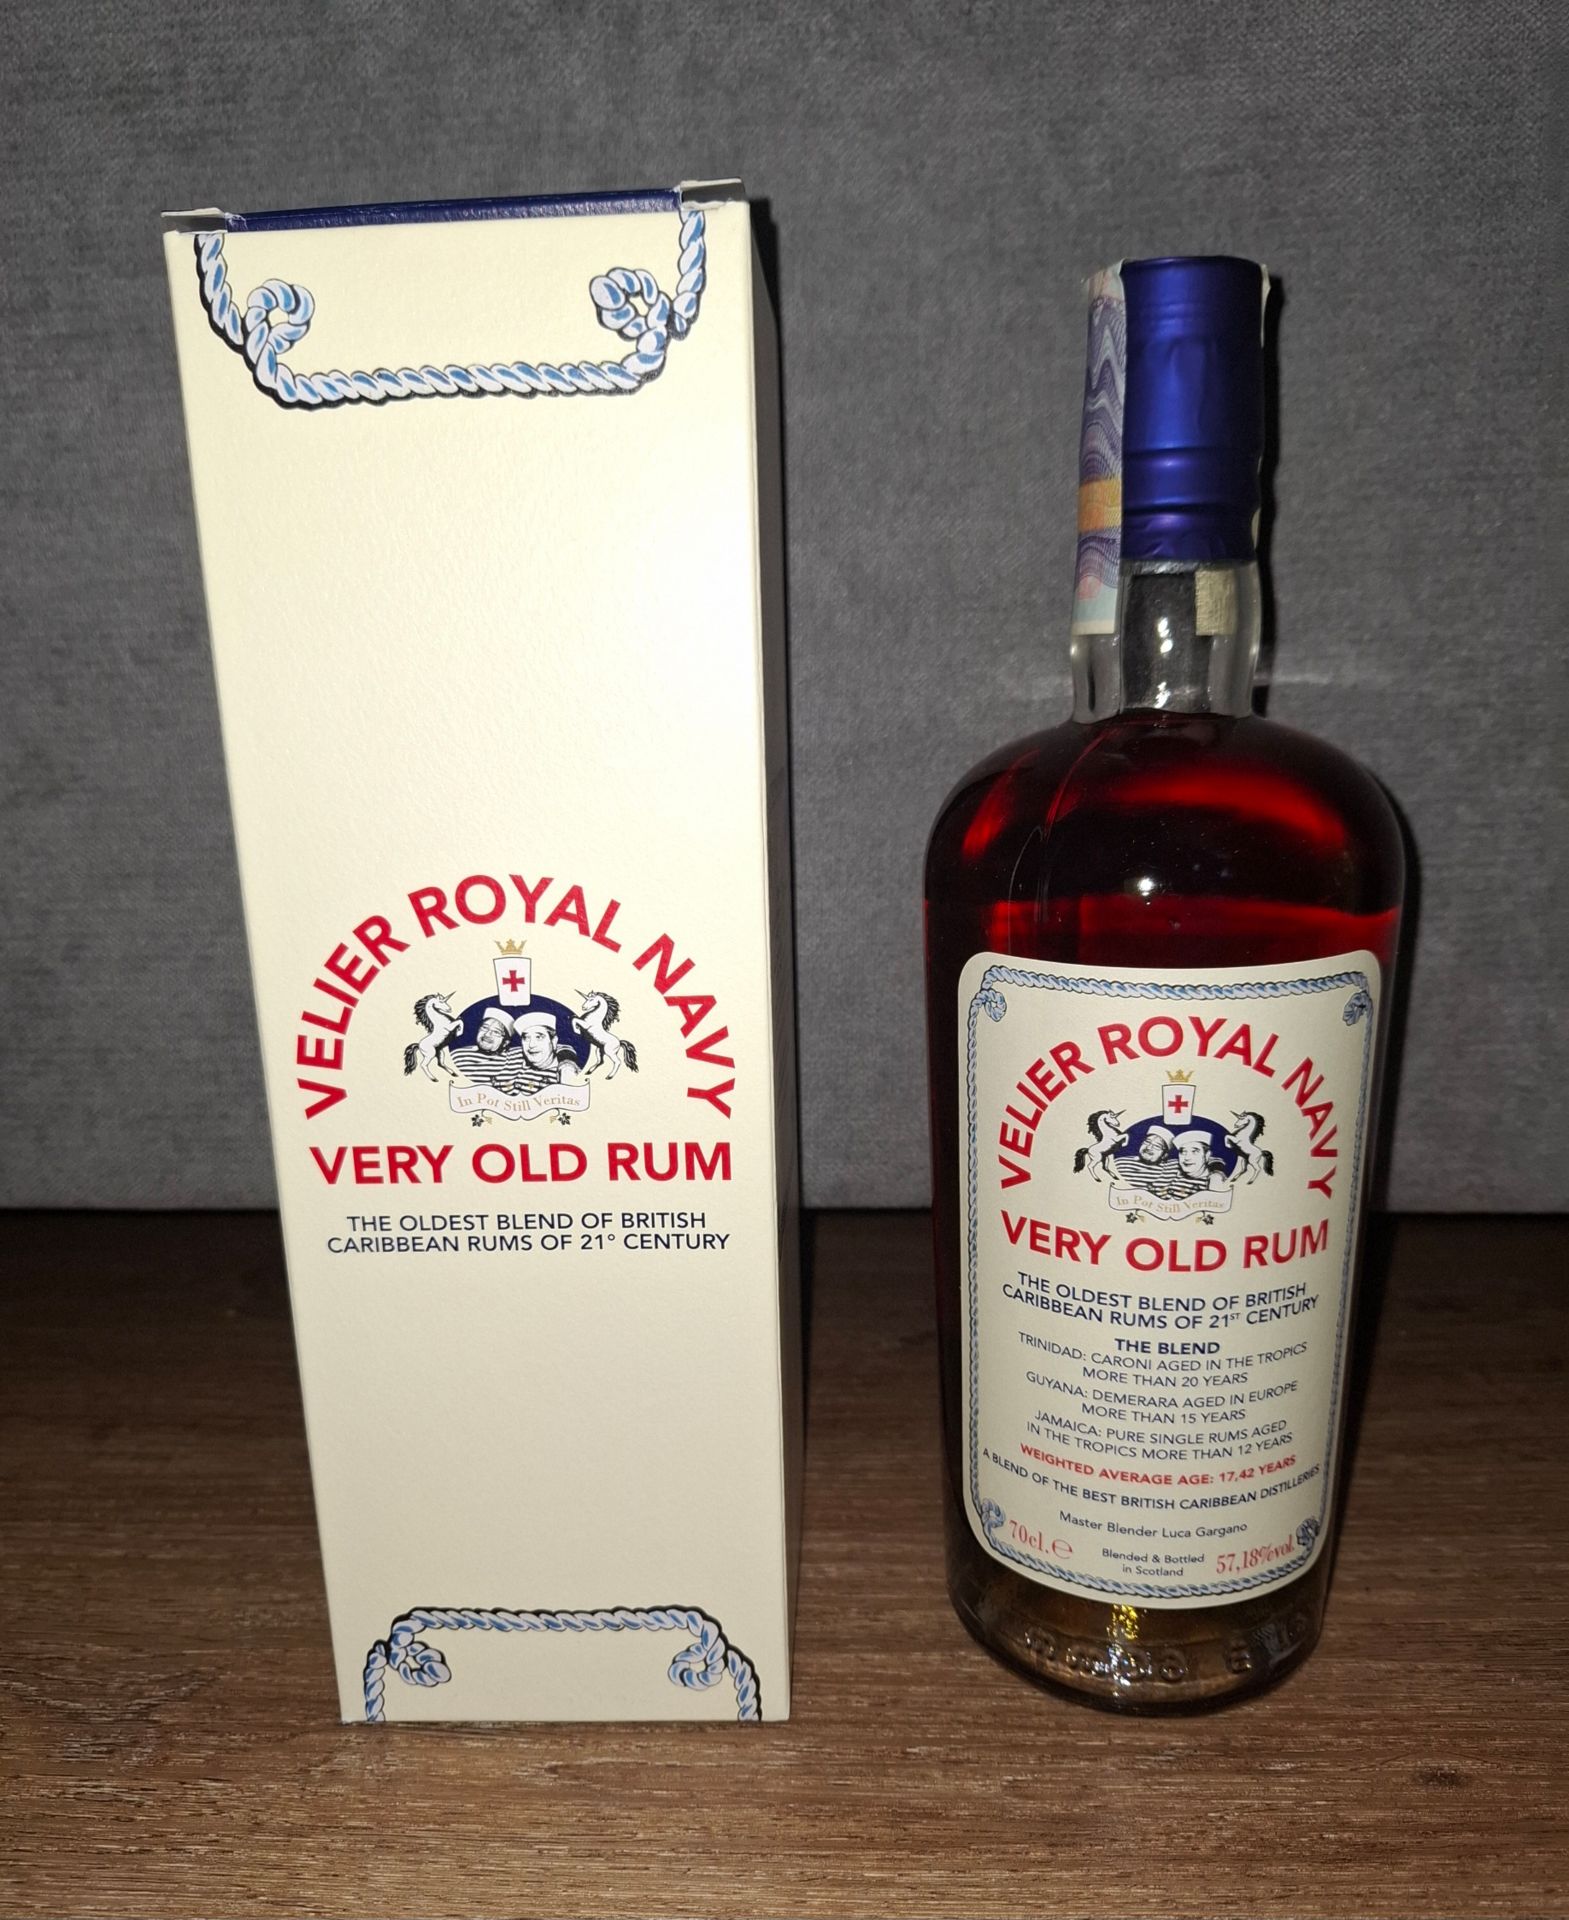 VELIER ROYAL NAVY
In Pot Still Veritas
VERY OLD RUM
THE OLDEST BLEND OF BRITISH
CARIBBEAN RUMS OF 21° CENTURY
VELIER ROYAL NAVY
In Pot Still Veritas
VERY OLD RUM
THE OLDEST BLEND OF BRITISH
CARIBBEAN RUMS OF 21ST CENTURY
THE BLEND
TRINIDAD: CARONI AGED IN THE TROPICS
MORE THAN 20 YEARS
GUYANA: DEMERARA AGED IN EUROPE
MORE THAN 15 YEARS
JAMAICA: PURE SINGLE RUMS AGED
IN THE TROPICS MORE THAN 12 YEARS
WEIGHTED AVERAGE AGE: 17,42 YEARS
A BLEND OF THE BEST BRITISH CARIBBEAN DISTILLERIES
Master Blender Luca Gargano
70cl. e
Blended & Bottled
in Scotland
57,18%vol.